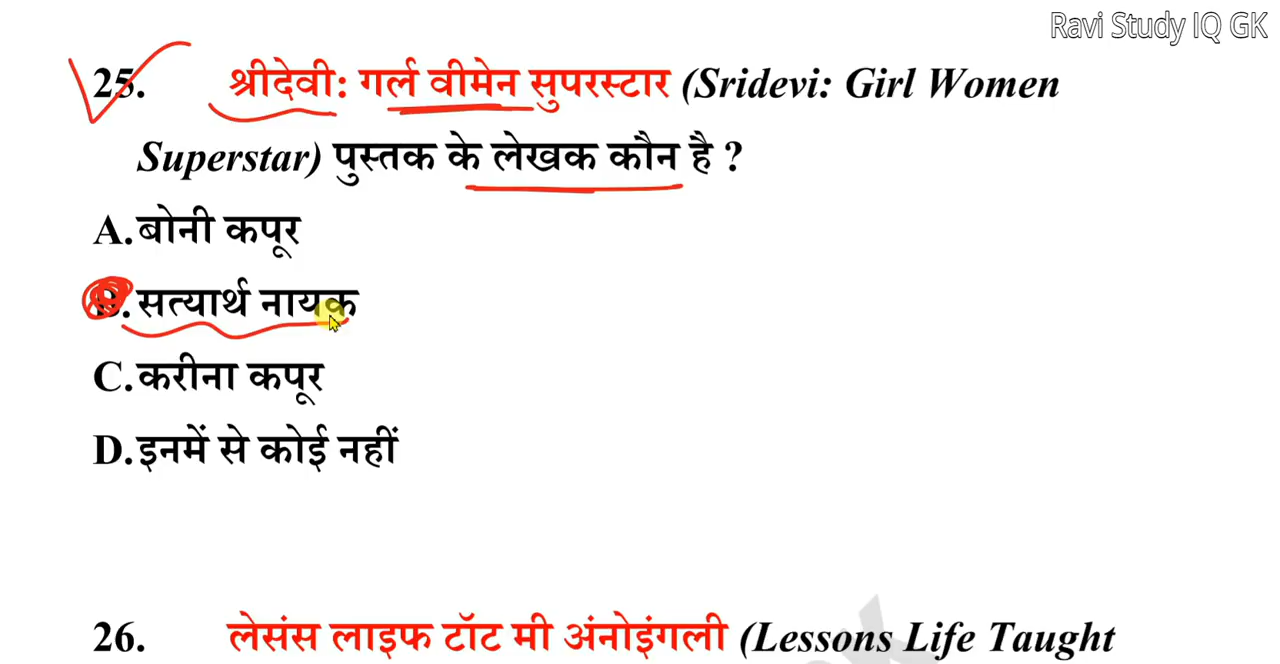 Ravi Study IQ GK
25. श्रीदेवी: गर्ल वीमेन सुपरस्टार (Sridevi: Girl Women
Superstar) पुस्तक के लेखक कौन है ?
A.बोनी कपूर
B.सत्यार्थ नायक
C.करीना कपूर
D.इनमें से कोई नहीं
26. लेसंस लाइफ टॉट मी अंनोइंगली (Lessons Life Taught